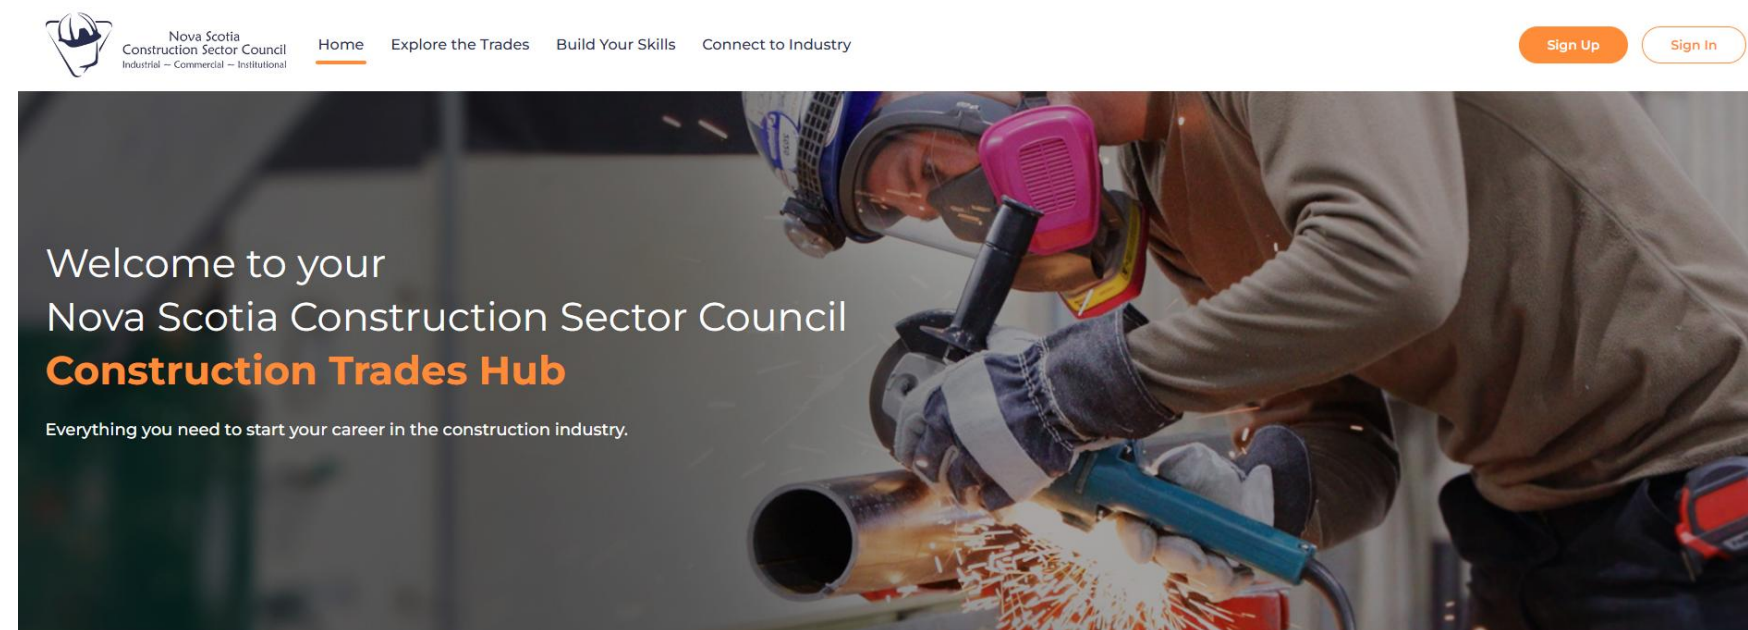 Nova Scotia
Construction Sector Council
Industrial — Commercial — Institutional
Home
Explore the Trades
Build Your Skills
Connect to Industry
Sign Up
Sign In
Welcome to your
Nova Scotia Construction Sector Council
Construction Trades Hub
Everything you need to start your career in the construction industry.